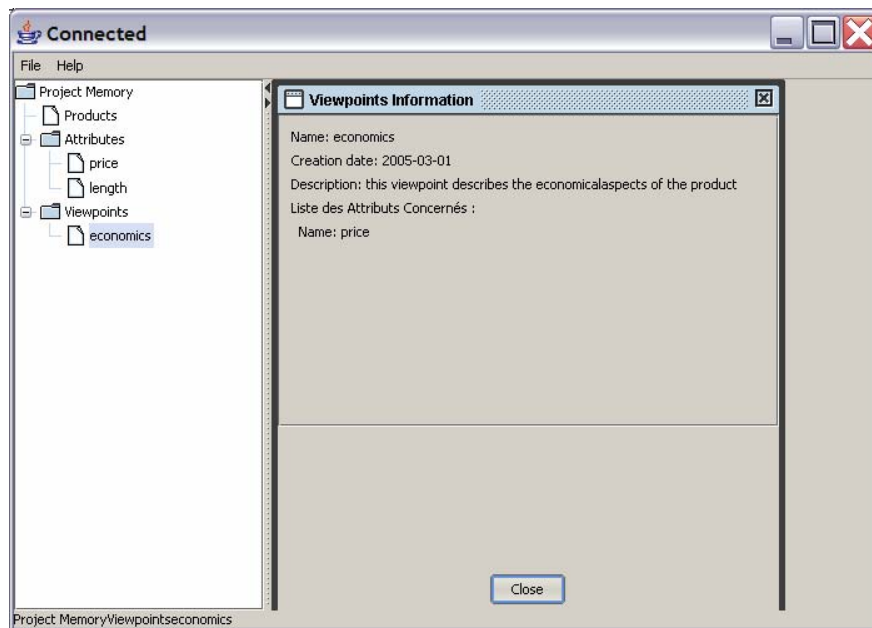 Connected
File Help
Project Memory
Products
Attributes
price
length
Viewpoints
economics
Viewpoints Information
Name: economics
Creation date: 2005-03-01
Description: this viewpoint describes the economicalaspects of the product
Liste des Attributs Concernés :
Name: price
Close
Project MemoryViewpointseconomics